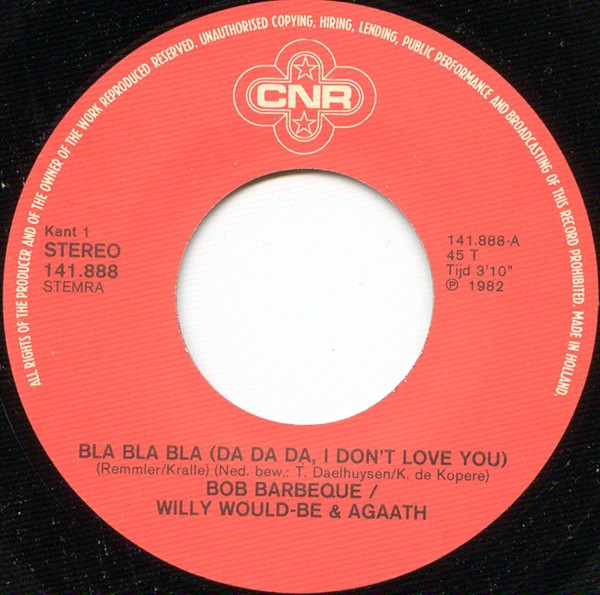 ALL RIGHTS OF THE PRODUCER AND OF THE OWNER OF THE WORK REPRODUCED RESERVED. UNAUTHORISED COPYING, HIRING, LENDING, PUBLIC PERFORMANCE AND BROADCASTING OF THIS RECORD PROHIBITED. MADE IN HOLLAND.
CNR
Kant 1
STEREO
141.888
STEMRA
141.888-A
45 T
Tijd 3'10"
℗ 1982
BLA BLA BLA (DA DA DA, I DON'T LOVE YOU)
(Remmler/Kralle) (Ned. bew.: T. Daelhuysen/K. de Kopere)
BOB BARBEQUE /
WILLY WOULD-BE & AGAATH